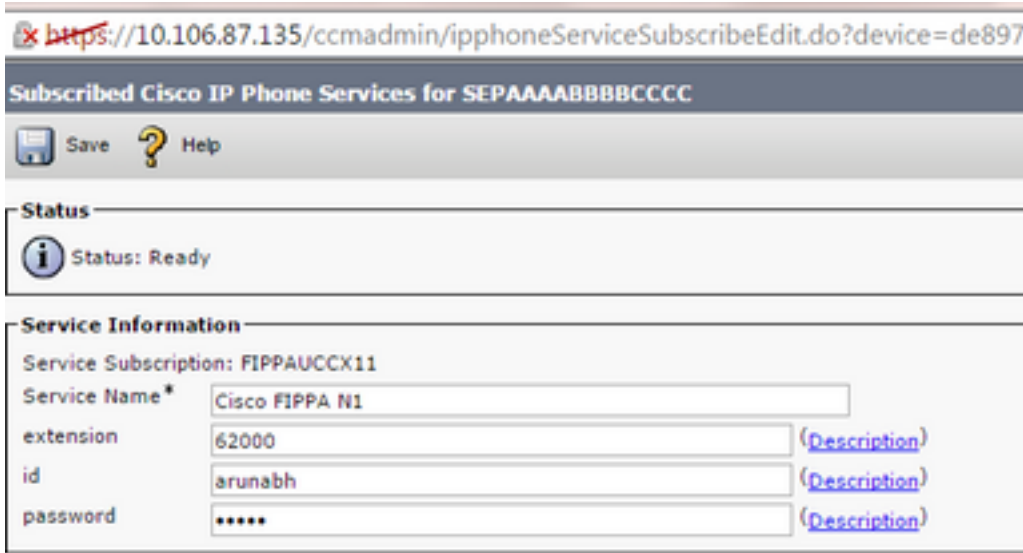 https://10.106.87.135/ccmadmin/ipphoneServiceSubscribeEdit.do?device=de897
Subscribed Cisco IP Phone Services for SEPAAAABBBBCCCC
Save Help
Status
Status: Ready
Service Information
Service Subscription: FIPPAUCCX11
Service Name* Cisco FIPPA N1
extension 62000 (Description)
id arunabh (Description)
password ••••• (Description)